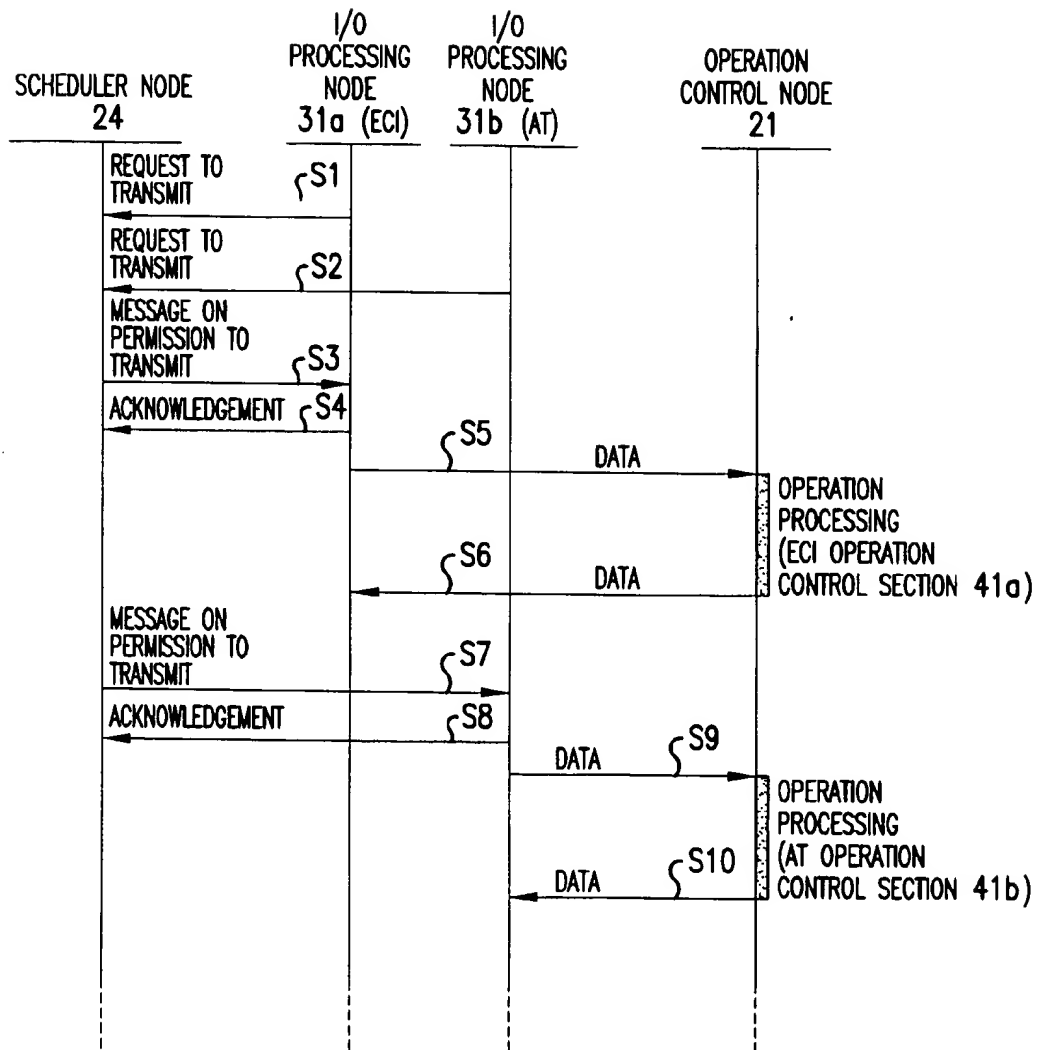 SCHEDULER NODE
24
I/O
PROCESSING
NODE
31a (ECI)
I/O
PROCESSING
NODE
31b (AT)
OPERATION
CONTROL NODE
21
REQUEST TO
TRANSMIT
S1
REQUEST TO
TRANSMIT
S2
MESSAGE ON
PERMISSION TO
TRANSMIT
S3
ACKNOWLEDGEMENT
S4
S5
DATA
OPERATION
PROCESSING
(ECI OPERATION
CONTROL SECTION 41a)
S6
DATA
MESSAGE ON
PERMISSION TO
TRANSMIT
S7
ACKNOWLEDGEMENT
S8
DATA
S9
OPERATION
PROCESSING
(AT OPERATION
CONTROL SECTION 41b)
DATA
S10